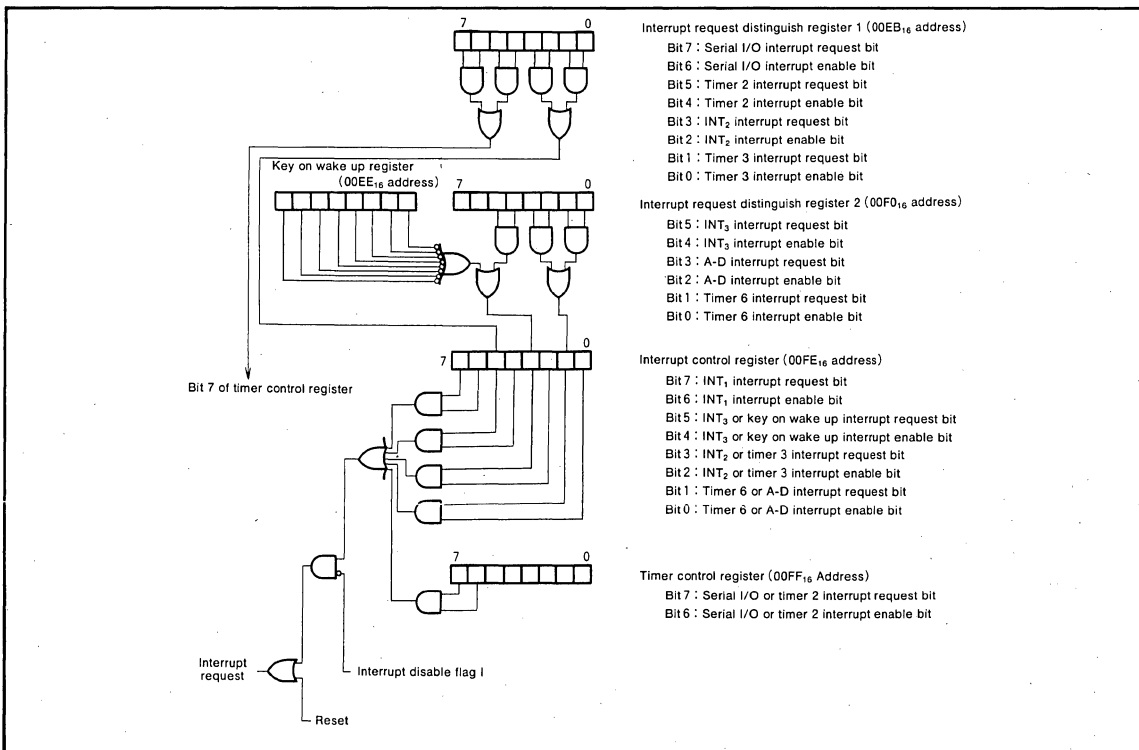 7 0
Interrupt request distinguish register 1 (00EB₁₆ address)
Bit 7 : Serial I/O interrupt request bit
Bit 6 : Serial I/O interrupt enable bit
Bit 5 : Timer 2 interrupt request bit
Bit 4 : Timer 2 interrupt enable bit
Bit 3 : INT₂ interrupt request bit
Bit 2 : INT₂ interrupt enable bit
Bit 1 : Timer 3 interrupt request bit
Bit 0 : Timer 3 interrupt enable bit
Key on wake up register
(00EE₁₆ address)
7 0
Interrupt request distinguish register 2 (00F0₁₆ address)
Bit 5 : INT₃ interrupt request bit
Bit 4 : INT₃ interrupt enable bit
Bit 3 : A-D interrupt request bit
Bit 2 : A-D interrupt enable bit
Bit 1 : Timer 6 interrupt request bit
Bit 0 : Timer 6 interrupt enable bit
7 0
Bit 7 of timer control register
Interrupt control register (00FE₁₆ address)
Bit 7 : INT₁ interrupt request bit
Bit 6 : INT₁ interrupt enable bit
Bit 5 : INT₃ or key on wake up interrupt request bit
Bit 4 : INT₃ or key on wake up interrupt enable bit
Bit 3 : INT₂ or timer 3 interrupt request bit
Bit 2 : INT₂ or timer 3 interrupt enable bit
Bit 1 : Timer 6 or A-D interrupt request bit
Bit 0 : Timer 6 or A-D interrupt enable bit
7 0
Timer control register (00FF₁₆ Address)
Bit 7 : Serial I/O or timer 2 interrupt request bit
Bit 6 : Serial I/O or timer 2 interrupt enable bit
Interrupt
request
Interrupt disable flag I
Reset